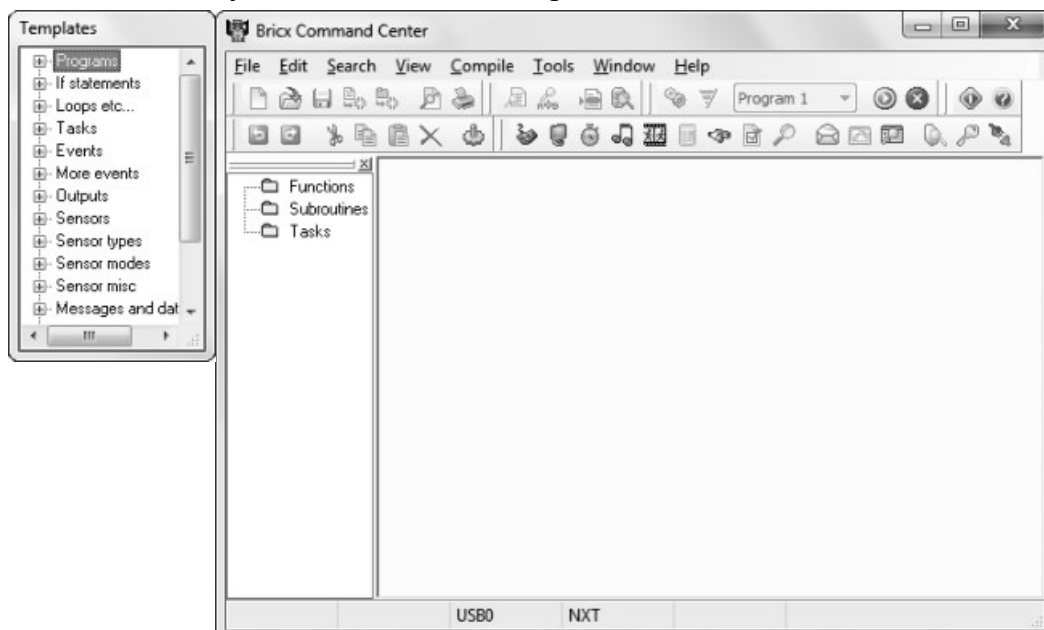 Templates
Programs
If statements
Loops etc...
Tasks
Events
More events
Outputs
Sensors
Sensor types
Sensor modes
Sensor misc
Messages and dat
Bricx Command Center
File Edit Search View Compile Tools Window Help
Program 1
Functions
Subroutines
Tasks
USB0 NXT